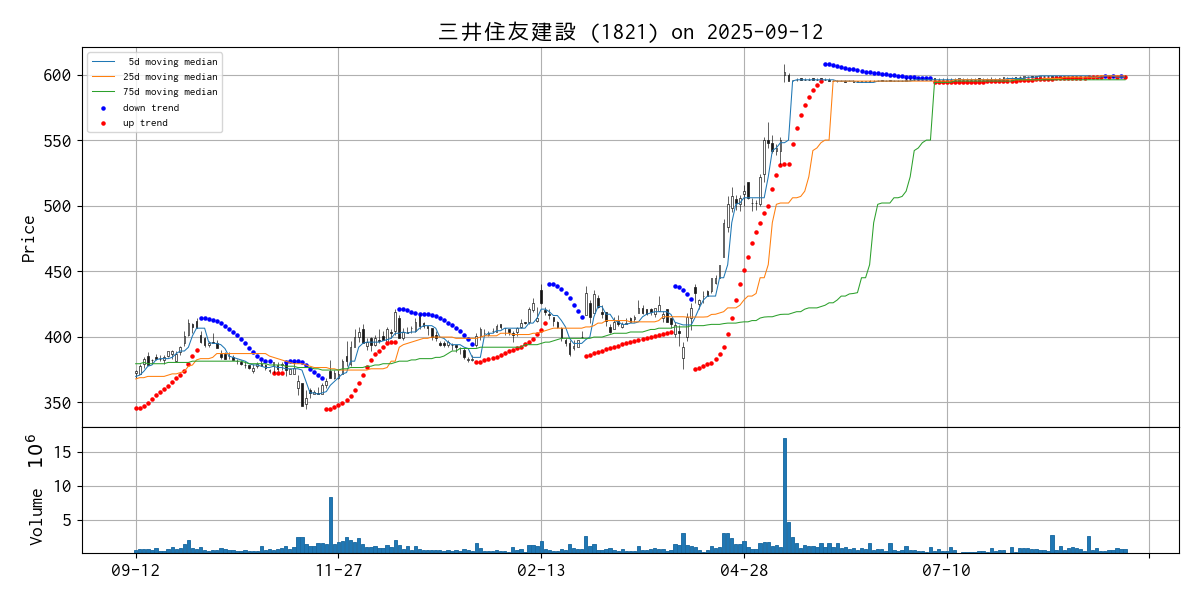 三井住友建設 (1821) on 2025-09-12
5d moving median
25d moving median
75d moving median
down trend
up trend
Price
600
550
500
450
400
350
Volume 10^6
15
10
5
09-12 11-27 02-13 04-28 07-10